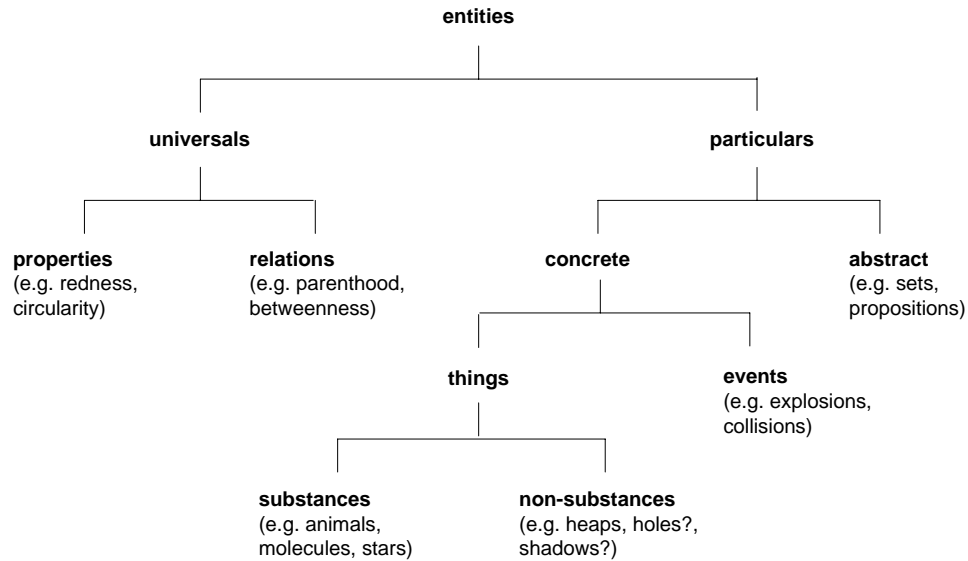 entities
universals
particulars
properties
(e.g. redness,
circularity)
relations
(e.g. parenthood,
betweenness)
concrete
abstract
(e.g. sets,
propositions)
things
events
(e.g. explosions,
collisions)
substances
(e.g. animals,
molecules, stars)
non-substances
(e.g. heaps, holes?,
shadows?)